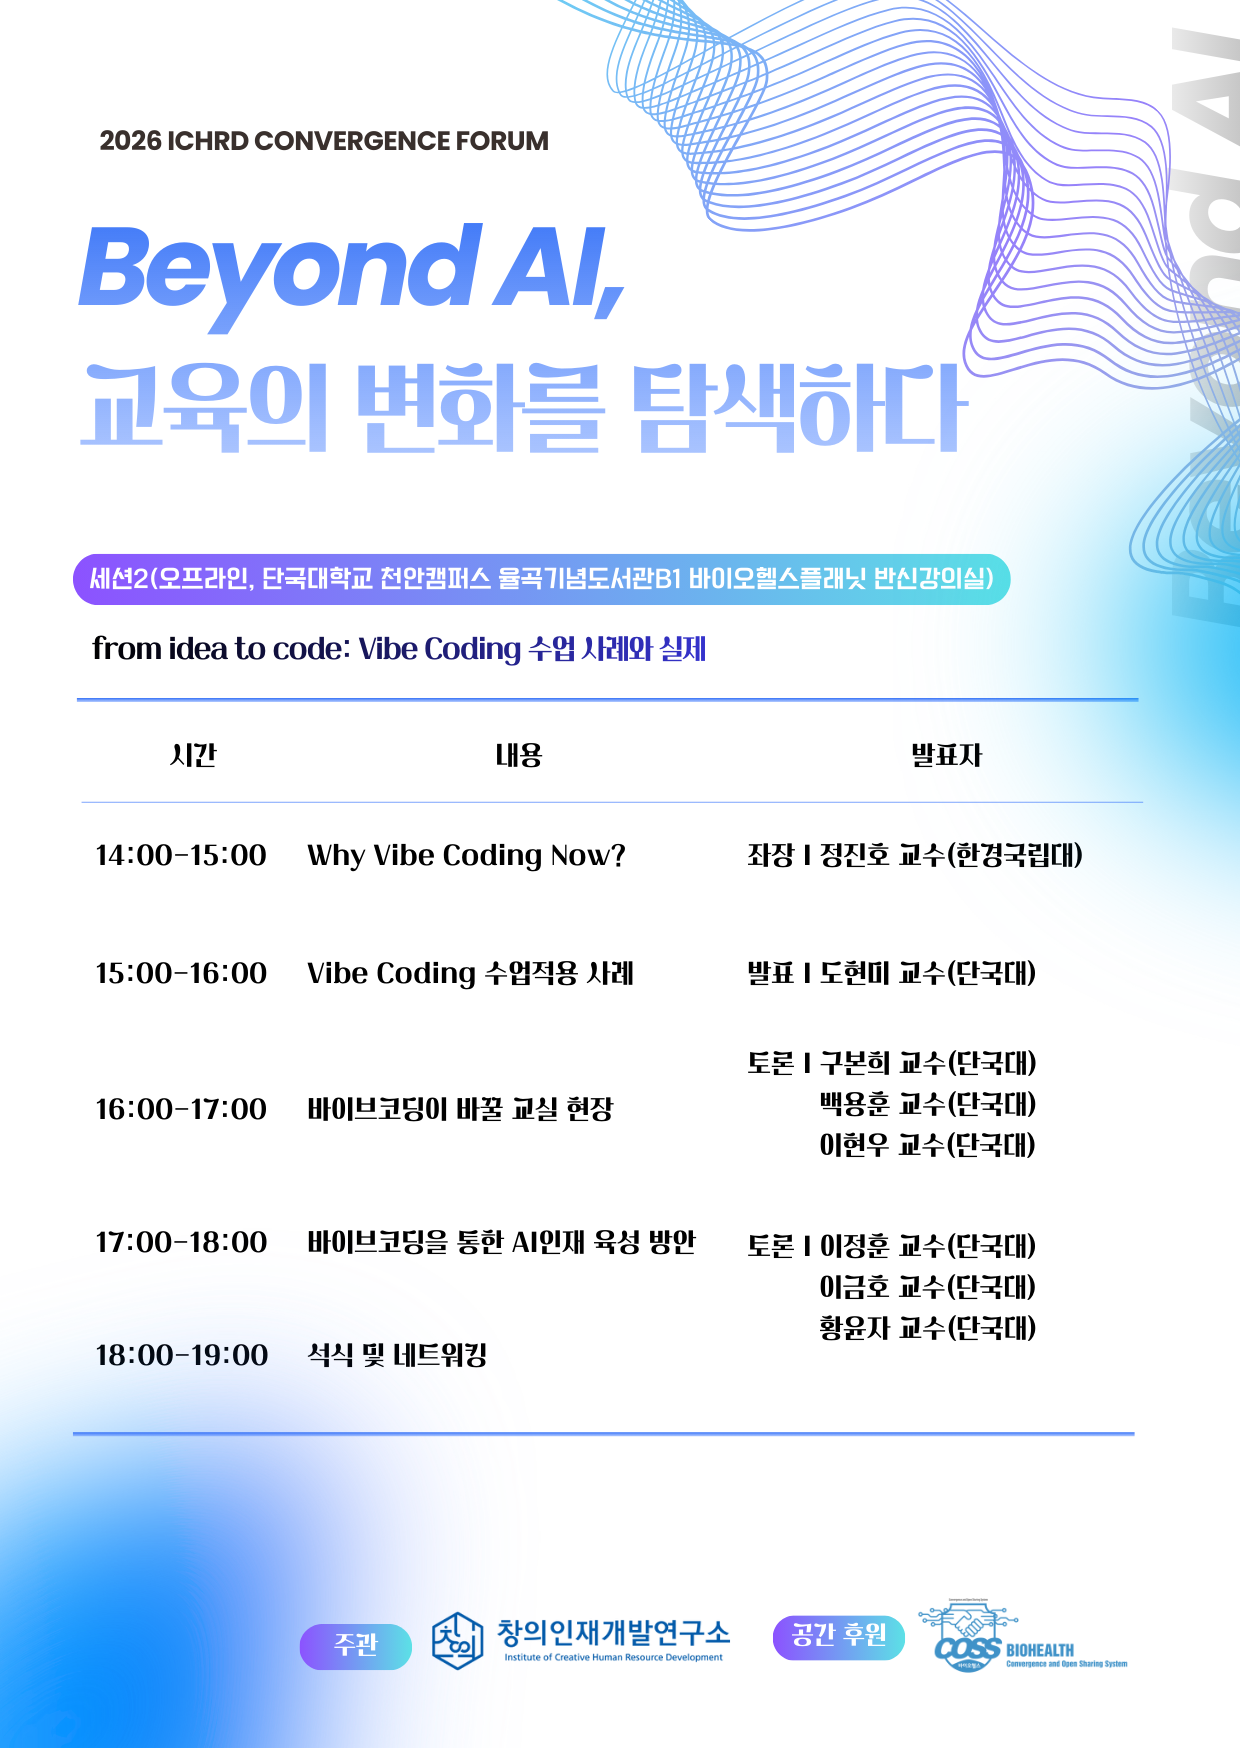 2026 ICHRD CONVERGENCE FORUM
Beyond AI
Beyond AI,
교육의 변화를 탐색하다
세션2(오프라인, 단국대학교 천안캠퍼스 율곡기념도서관B1 바이오헬스플래닛 반신강의실)
from idea to code: Vibe Coding 수업 사례와 실제
시간 내용 발표자
14:00-15:00 Why Vibe Coding Now? 좌장 I 정진호 교수(한경국립대)
15:00-16:00 Vibe Coding 수업적용 사례 발표 I 도현미 교수(단국대)
토론 I 구본희 교수(단국대)
16:00-17:00 바이브코딩이 바꿀 교실 현장 백용훈 교수(단국대)
이현우 교수(단국대)
17:00-18:00 바이브코딩을 통한 AI인재 육성 방안 토론 I 이정훈 교수(단국대)
이금호 교수(단국대)
황윤자 교수(단국대)
18:00-19:00 석식 및 네트워킹
주관 창의인재개발연구소
Institute of Creative Human Resource Development
공간 후원
COSS
바이오헬스
BIOHEALTH
Convergence and Open Sharing System